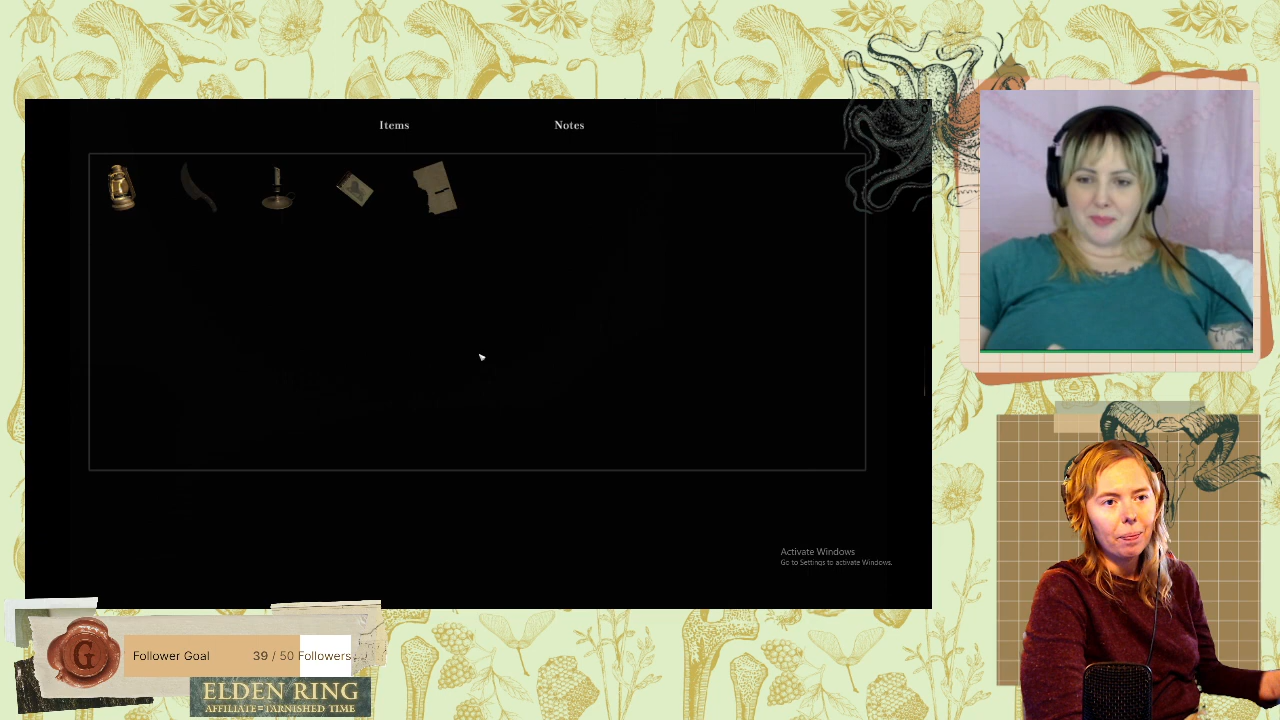 Items
Notes
Activate Windows
Go to Settings to activate Windows.
G
Follower Goal
39 / 50 Followers
ELDEN RING
AFFILIATE=TARNISHED TIME